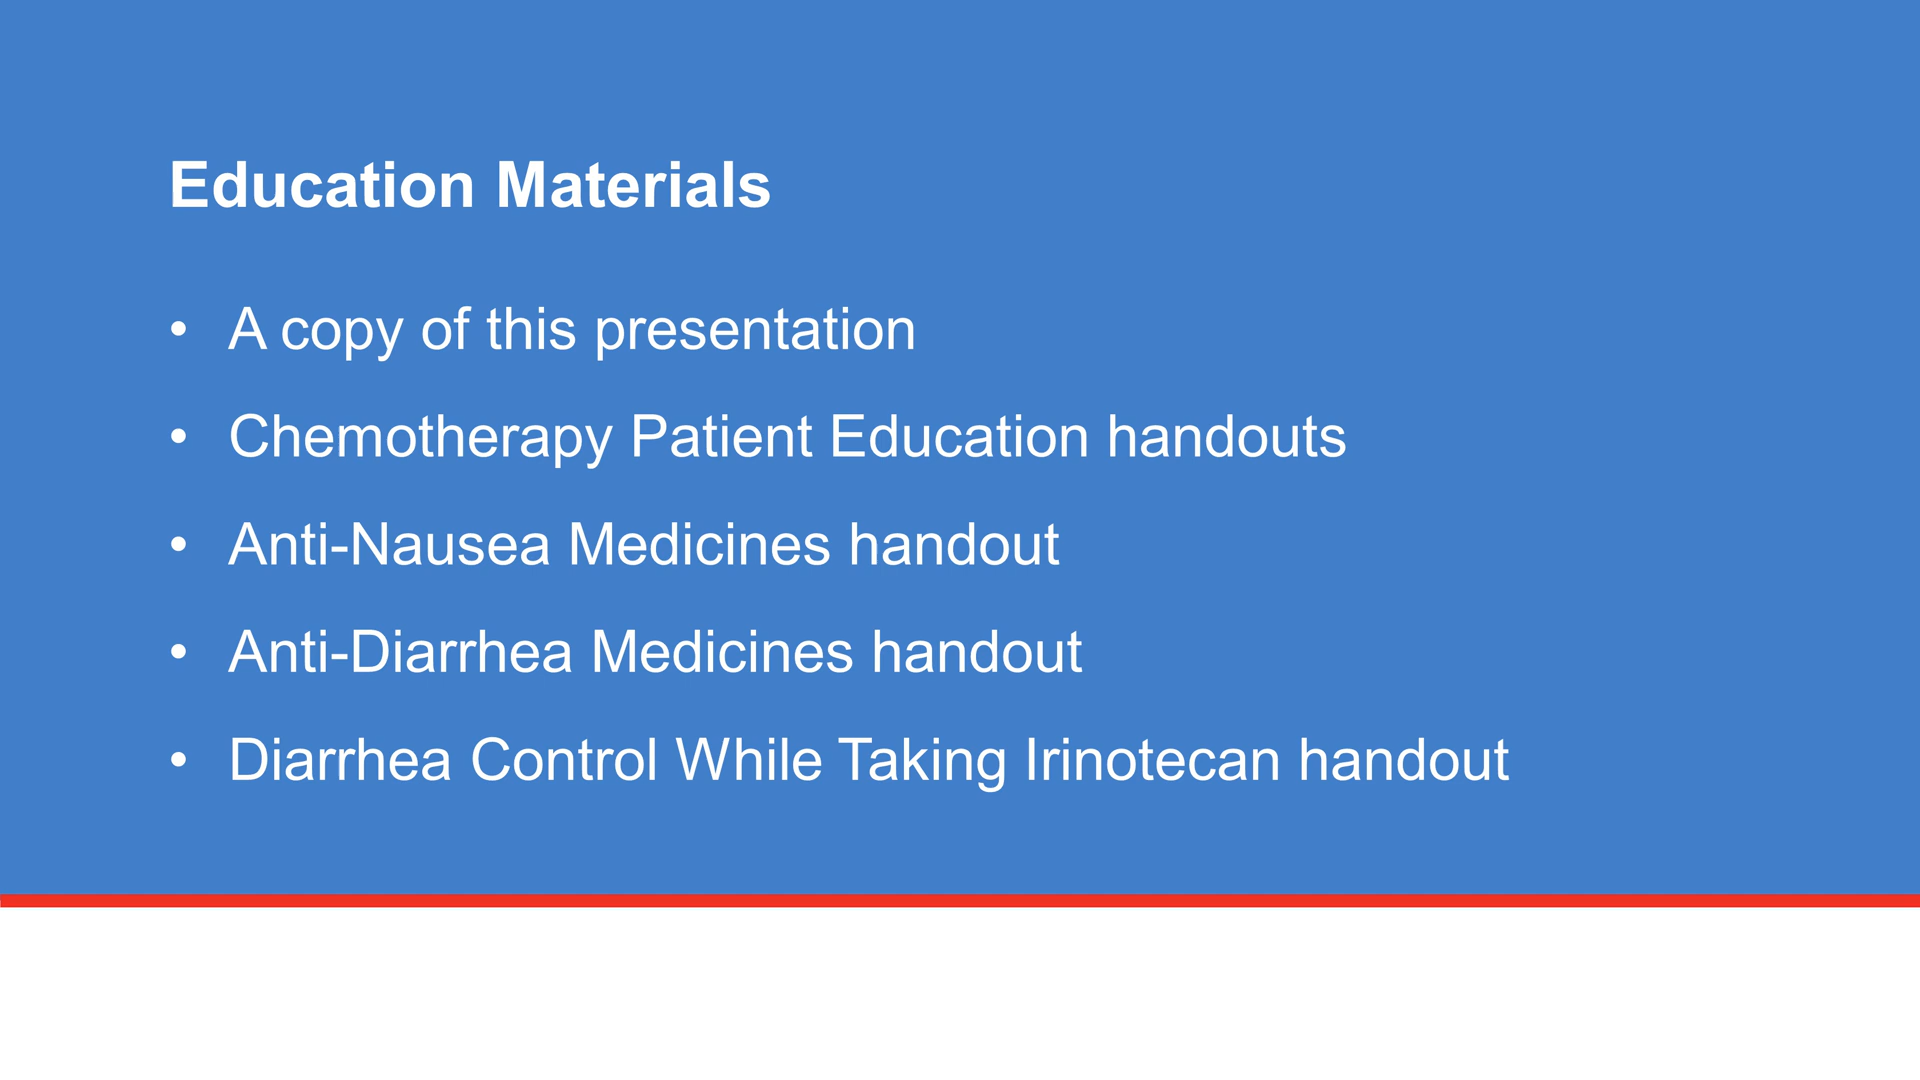 Education Materials
• A copy of this presentation
• Chemotherapy Patient Education handouts
• Anti-Nausea Medicines handout
• Anti-Diarrhea Medicines handout
• Diarrhea Control While Taking Irinotecan handout